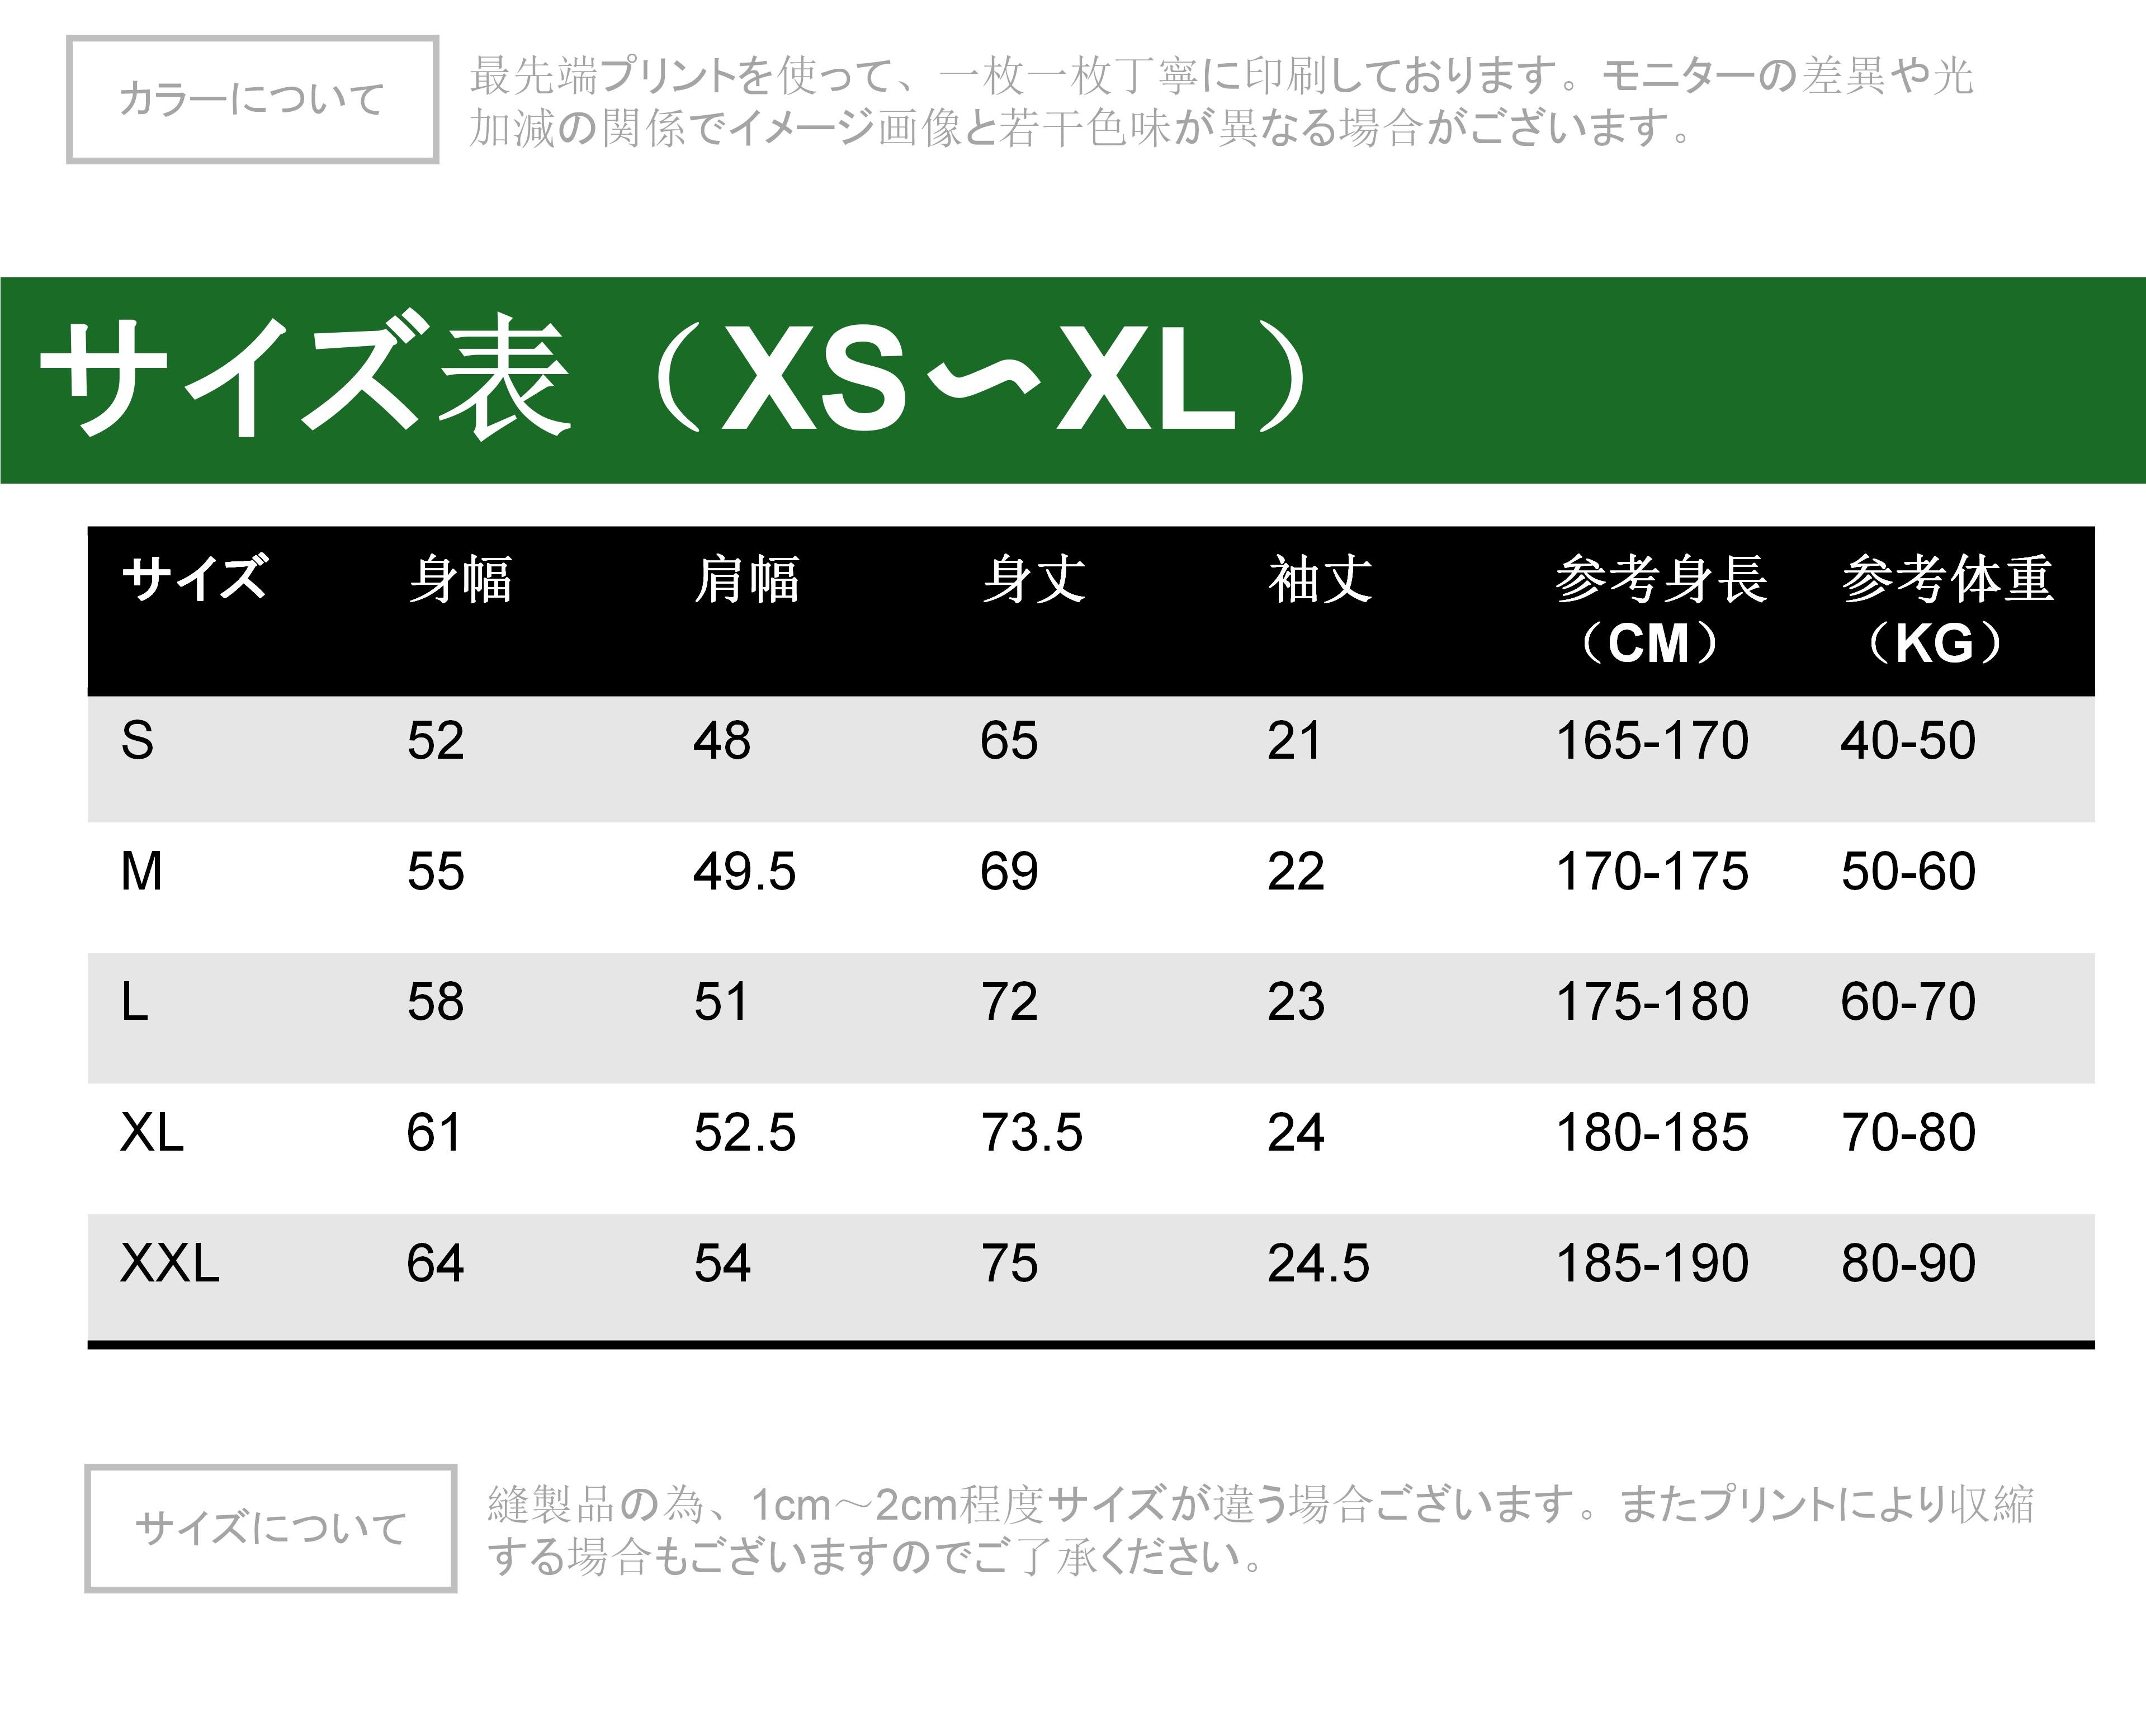 カラーについて
最先端プリントを使って、一枚一枚丁寧に印刷しております。モニターの差異や光
加減の関係でイメージ画像と若干色味が異なる場合がございます。
サイズ表（XS〜XL）
サイズ 身幅 肩幅 身丈 袖丈 参考身長 参考体重
（CM） （KG）
S 52 48 65 21 165-170 40-50
M 55 49.5 69 22 170-175 50-60
L 58 51 72 23 175-180 60-70
XL 61 52.5 73.5 24 180-185 70-80
XXL 64 54 75 24.5 185-190 80-90
サイズについて
縫製品の為、1cm～2cm程度サイズが違う場合ございます。またプリントにより収縮
する場合もございますのでご了承ください。